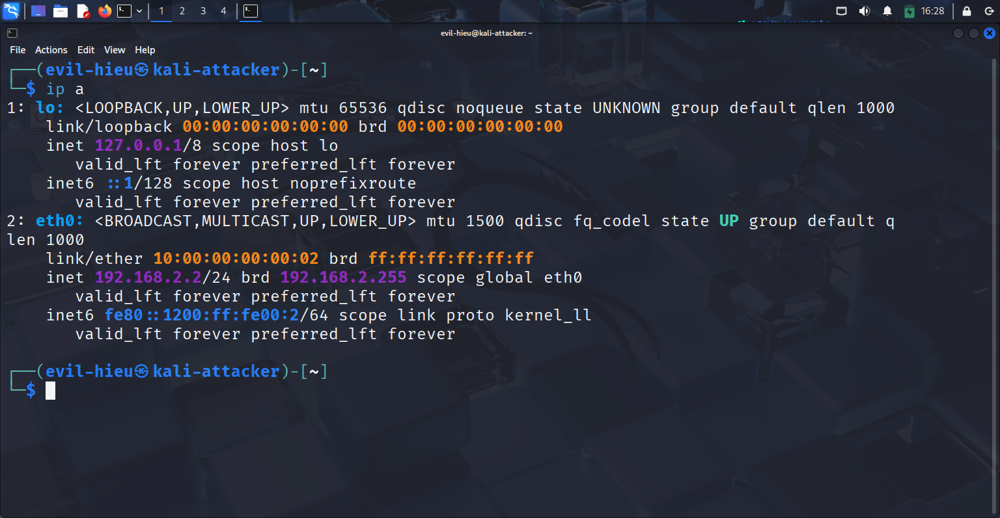 1 2 3 4 16:28
evil-hieu@kali-attacker: ~
File Actions Edit View Help
┌──(evil-hieu㉿kali-attacker)-[~]
└─$ ip a
1: lo: <LOOPBACK,UP,LOWER_UP> mtu 65536 qdisc noqueue state UNKNOWN group default qlen 1000
link/loopback 00:00:00:00:00:00 brd 00:00:00:00:00:00
inet 127.0.0.1/8 scope host lo
valid_lft forever preferred_lft forever
inet6 ::1/128 scope host noprefixroute
valid_lft forever preferred_lft forever
2: eth0: <BROADCAST,MULTICAST,UP,LOWER_UP> mtu 1500 qdisc fq_codel state UP group default q
len 1000
link/ether 10:00:00:00:00:02 brd ff:ff:ff:ff:ff:ff
inet 192.168.2.2/24 brd 192.168.2.255 scope global eth0
valid_lft forever preferred_lft forever
inet6 fe80::1200:ff:fe00:2/64 scope link proto kernel_ll
valid_lft forever preferred_lft forever
┌──(evil-hieu㉿kali-attacker)-[~]
└─$